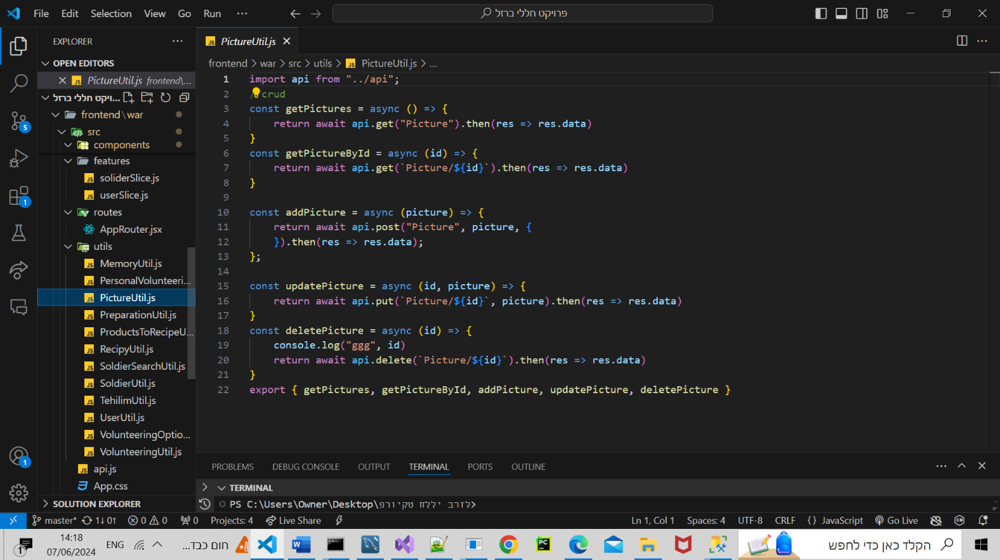 File Edit Selection View Go Run ···
פרויקט חללי ברזל
EXPLORER
OPEN EDITORS
PictureUtil.js frontend\...
...ויקט חללי ברזל
frontend\war
src
components
features
soliderSlice.js
userSlice.js
routes
AppRouter.jsx
utils
MemoryUtil.js
PersonalVolunteeri...
PictureUtil.js
PreparationUtil.js
ProductsToRecipeU...
RecipyUtil.js
SoldierSearchUtil.js
SoldierUtil.js
TehilimUtil.js
UserUtil.js
VolunteeringOptio...
VolunteeringUtil.js
api.js
App.css
SOLUTION EXPLORER
5
1
1
PictureUtil.js
frontend > war > src > utils > PictureUtil.js > ...
1 import api from "../api";
2 /crud
3 const getPictures = async () => {
4 return await api.get("Picture").then(res => res.data)
5 }
6 const getPictureById = async (id) => {
7 return await api.get(`Picture/${id}`).then(res => res.data)
8 }
9
10 const addPicture = async (picture) => {
11 return await api.post("Picture", picture, {
12 }).then(res => res.data);
13 };
14
15 const updatePicture = async (id, picture) => {
16 return await api.put(`Picture/${id}`, picture).then(res => res.data)
17 }
18 const deletePicture = async (id) => {
19 console.log("ggg", id)
20 return await api.delete(`Picture/${id}`).then(res => res.data)
21 }
22 export { getPictures, getPictureById, addPicture, updatePicture, deletePicture }
PROBLEMS DEBUG CONSOLE OUTPUT TERMINAL PORTS OUTLINE
TERMINAL
PS C:\Users\Owner\Desktop\פרויקט חללי ברזל>
master* 1↓ 0↑ 0 0 0 Projects: 4 Live Share Ln 1, Col 1 Spaces: 4 UTF-8 CRLF {} JavaScript Go Live
1 14:18 ENG חום כבד... הקלד כאן כדי לחפש
07/06/2024